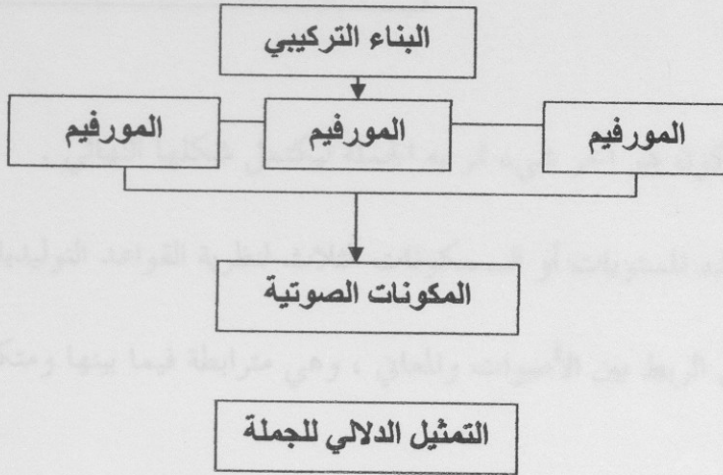 البناء التركيبي
المورفيم المورفيم المورفيم
المكونات الصوتية
التمثيل الدلالي للجملة